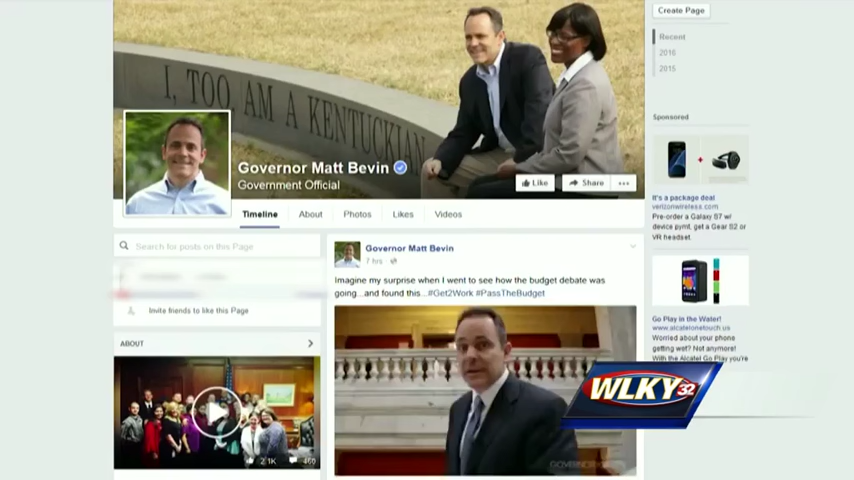 I, TOO, AM A KENTUCKIAN
Governor Matt Bevin
Government Official
Like
Share
Timeline
About
Photos
Likes
Videos
Search for posts on this Page
Invite friends to like this Page
ABOUT
2.1K
460
Governor Matt Bevin
7 hrs
Imagine my surprise when I went to see how the budget debate was
going...and found this...#Get2Work #PassTheBudget
Create Page
Recent
2016
2015
Sponsored
It's a package deal
verizonwireless.com
Pre-order a Galaxy S7 w/
device pymt, get a Gear S2 or
VR headset.
Go Play in the Water!
www.alcatelonetouch.us
Worried about your phone
getting wet? Not anymore!
With the Alcatel Go Play you're
WLKY 32